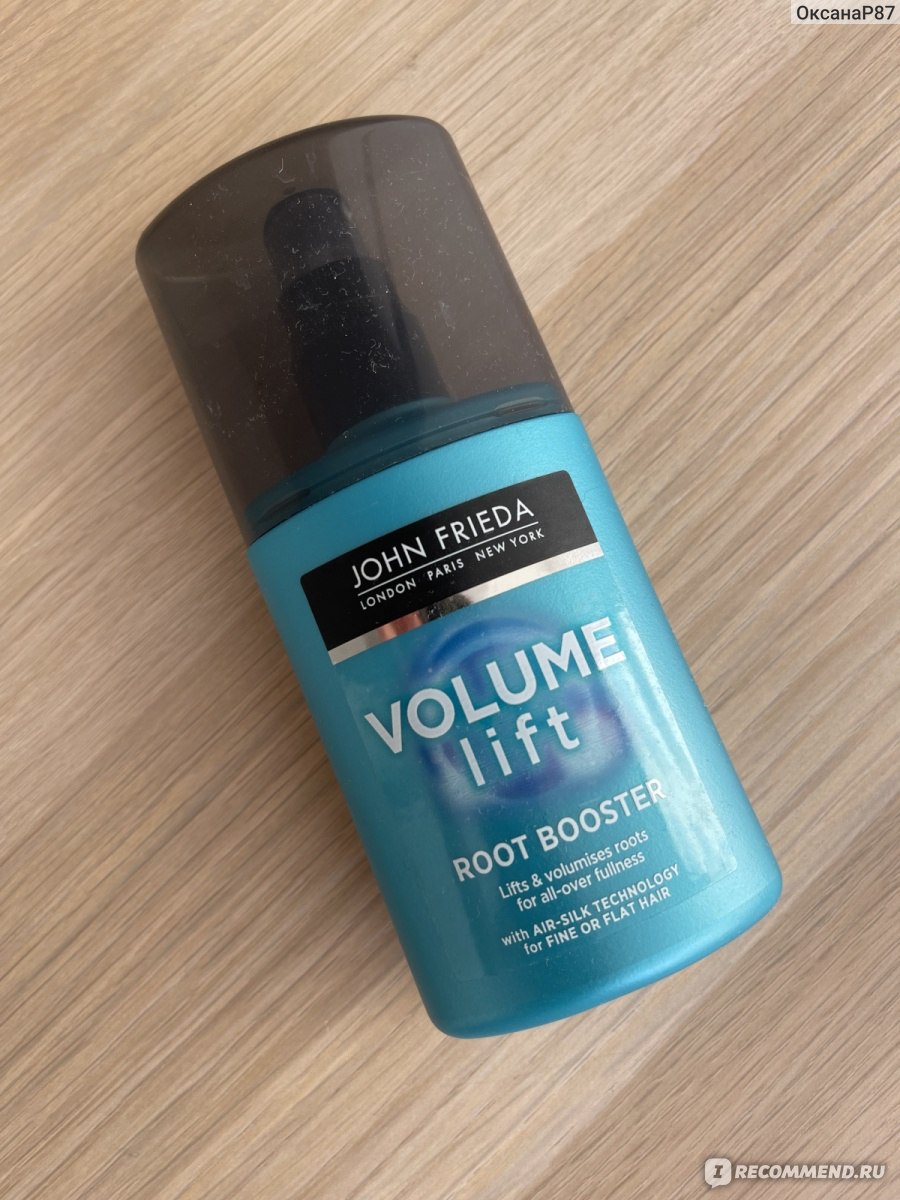 ОксанаР87
JOHN FRIEDA
LONDON PARIS NEW YORK
VOLUME
lift
ROOT BOOSTER
Lifts & volumises roots
for all-over fullness
with AIR-SILK TECHNOLOGY
for FINE OR FLAT HAIR
I RECOMMEND.RU